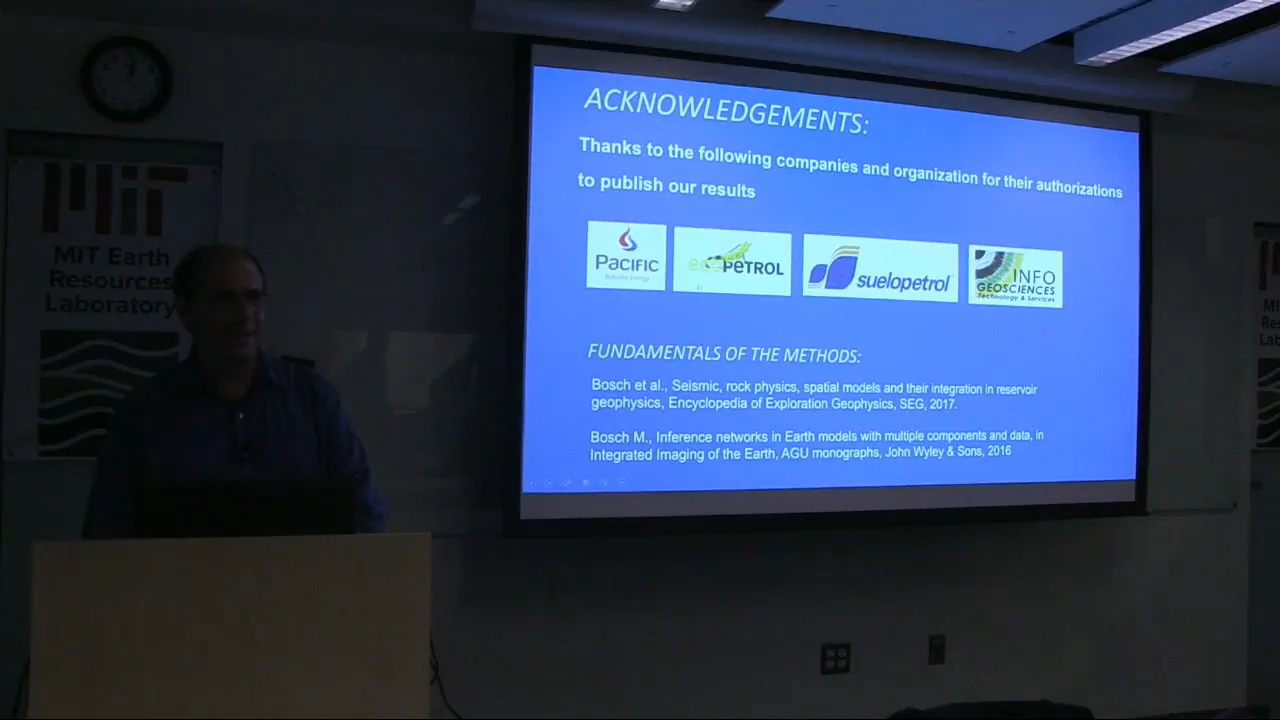 MIT
MIT Earth
Resources
Laboratory
ACKNOWLEDGEMENTS:
Thanks to the following companies and organization for their authorizations
to publish our results
PACIFIC
ecoPETROL
suelopetrol
INFO
GEOSCIENCES
Technology & Services
FUNDAMENTALS OF THE METHODS:
Bosch et al., Seismic, rock physics, spatial models and their integration in reservoir
geophysics, Encyclopedia of Exploration Geophysics, SEG, 2017.
Bosch M., Inference networks in Earth models with multiple components and data, in
Integrated Imaging of the Earth, AGU monographs, John Wyley & Sons, 2016